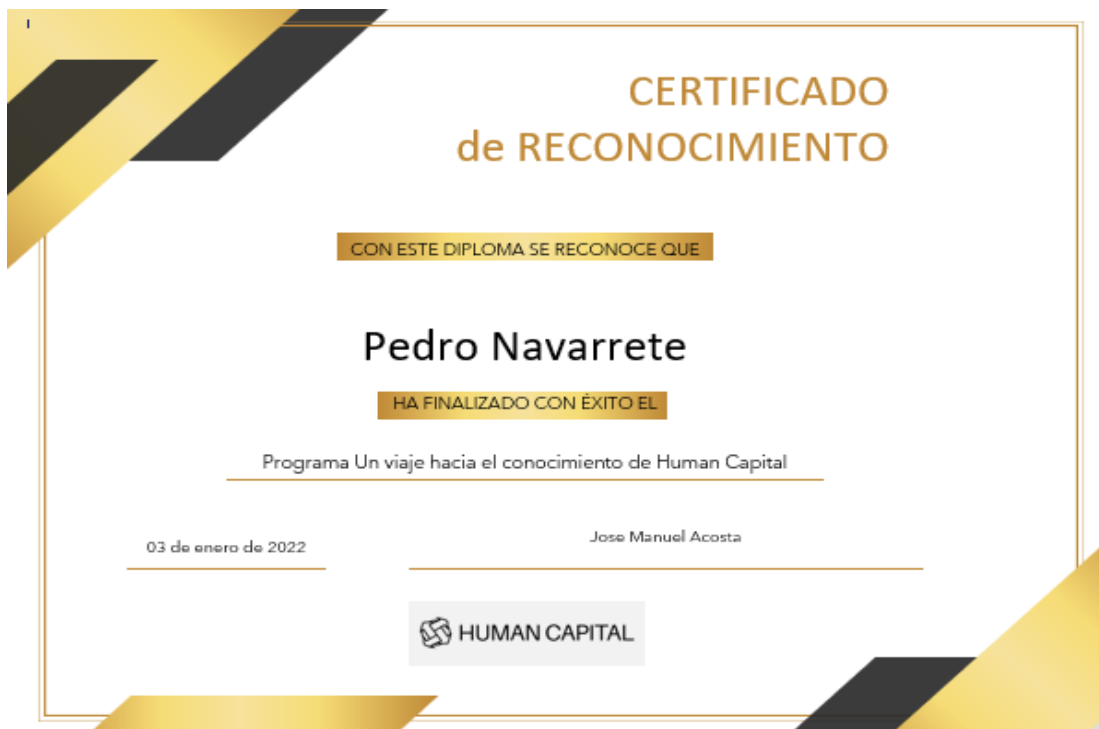 CERTIFICADO
de RECONOCIMIENTO
CON ESTE DIPLOMA SE RECONOCE QUE
Pedro Navarrete
HA FINALIZADO CON ÉXITO EL
Programa Un viaje hacia el conocimiento de Human Capital
03 de enero de 2022
Jose Manuel Acosta
HUMAN CAPITAL